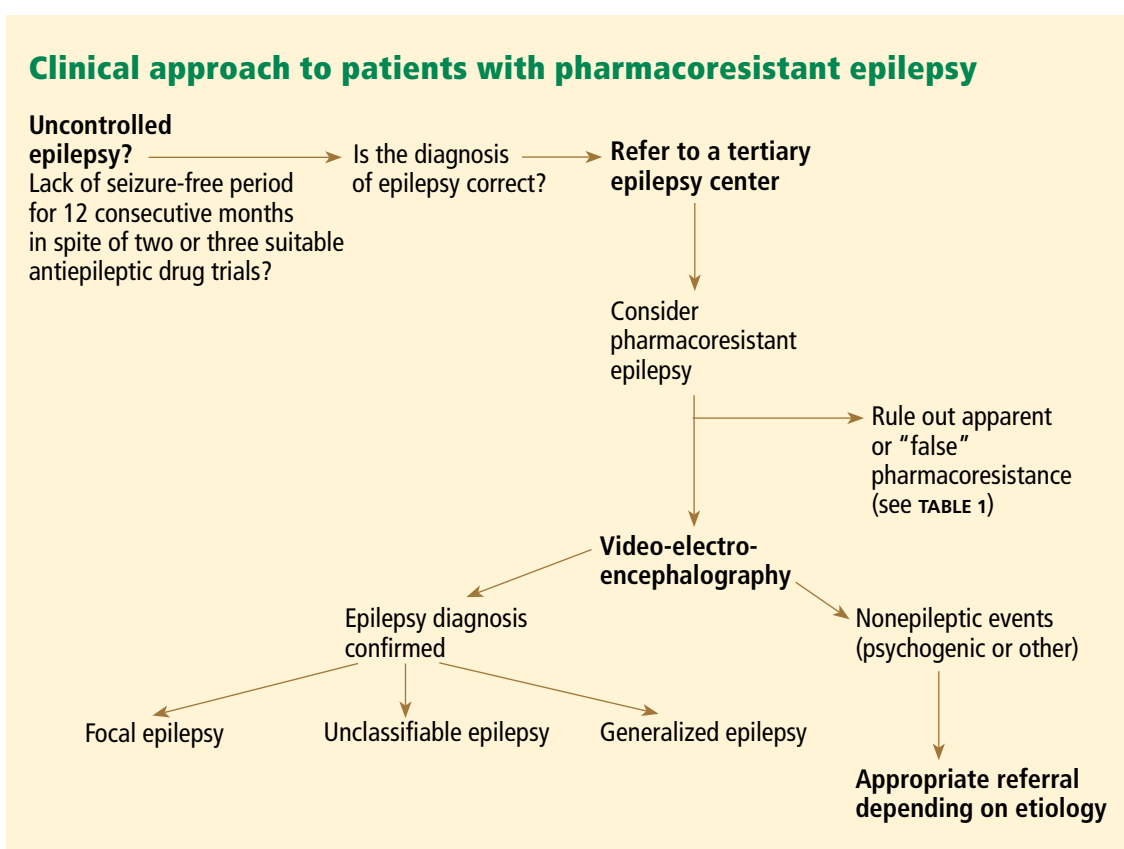 Clinical approach to patients with pharmacoresistant epilepsy
Uncontrolled
epilepsy?
Lack of seizure-free period
for 12 consecutive months
in spite of two or three suitable
antiepileptic drug trials?
Is the diagnosis
of epilepsy correct?
Refer to a tertiary
epilepsy center
Consider
pharmacoresistant
epilepsy
Rule out apparent
or “false”
pharmacoresistance
(see TABLE 1)
Video-electro-
encephalography
Epilepsy diagnosis
confirmed
Nonepileptic events
(psychogenic or other)
Focal epilepsy
Unclassifiable epilepsy
Generalized epilepsy
Appropriate referral
depending on etiology